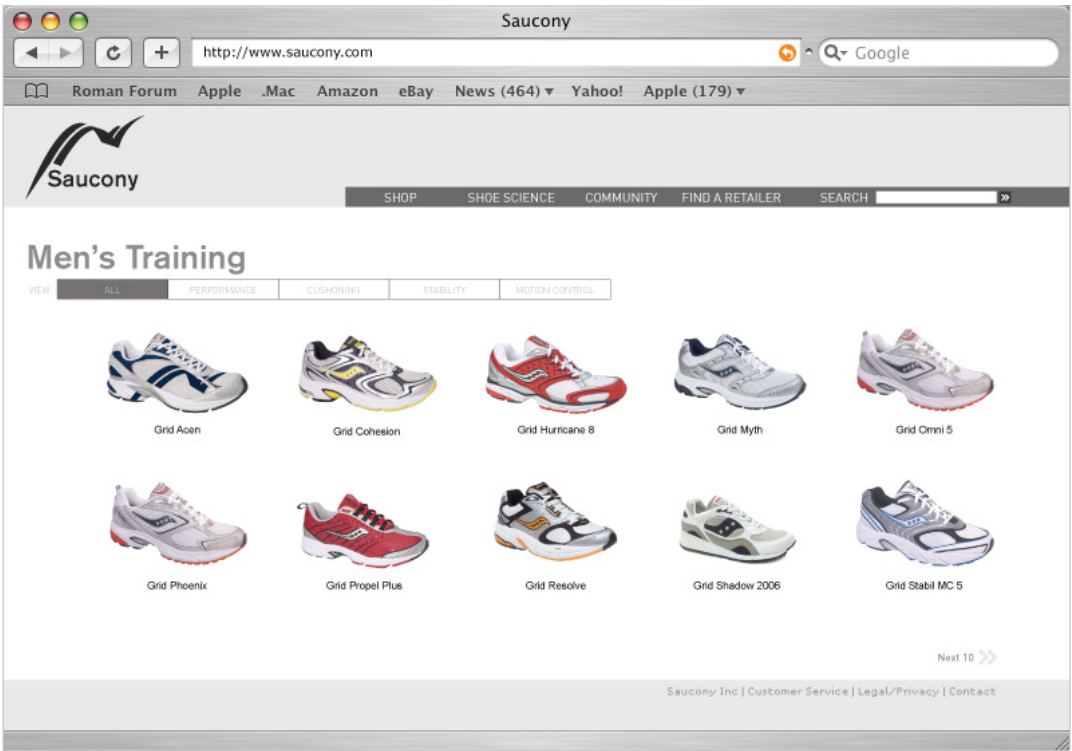 Saucony
http://www.saucony.com
Google
Roman Forum Apple .Mac Amazon eBay News (464) ▾ Yahoo! Apple (179) ▾
Saucony
SHOP SHOE SCIENCE COMMUNITY FIND A RETAILER SEARCH
Men's Training
VIEW ALL PERFORMANCE CUSHIONING STABILITY MOTION CONTROL
Grid Acen Grid Cohesion Grid Hurricane 8 Grid Myth Grid Omni 5
Grid Phoenix Grid Propel Plus Grid Resolve Grid Shadow 2006 Grid Stabil MC 5
Next 10
Saucony Inc | Customer Service | Legal/Privacy | Contact